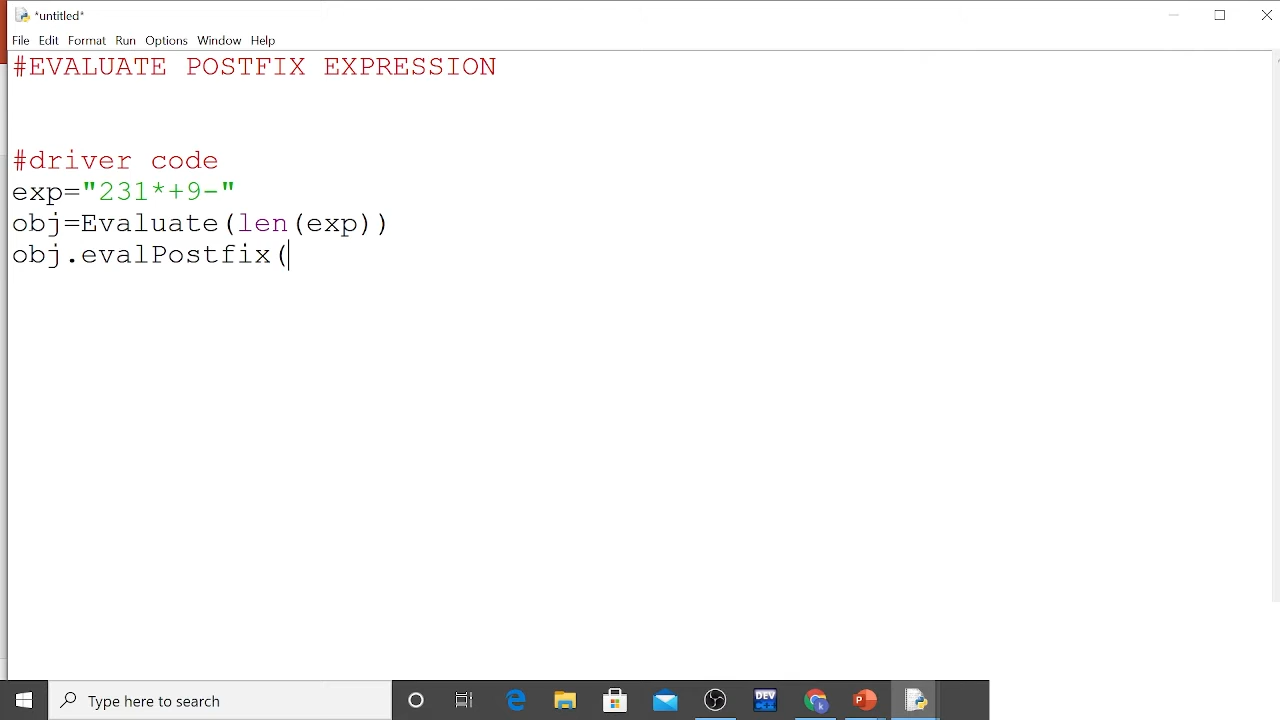 *untitled*
File Edit Format Run Options Window Help
#EVALUATE POSTFIX EXPRESSION
#driver code
exp="231*+9-"
obj=Evaluate(len(exp))
obj.evalPostfix(
Type here to search
DEV